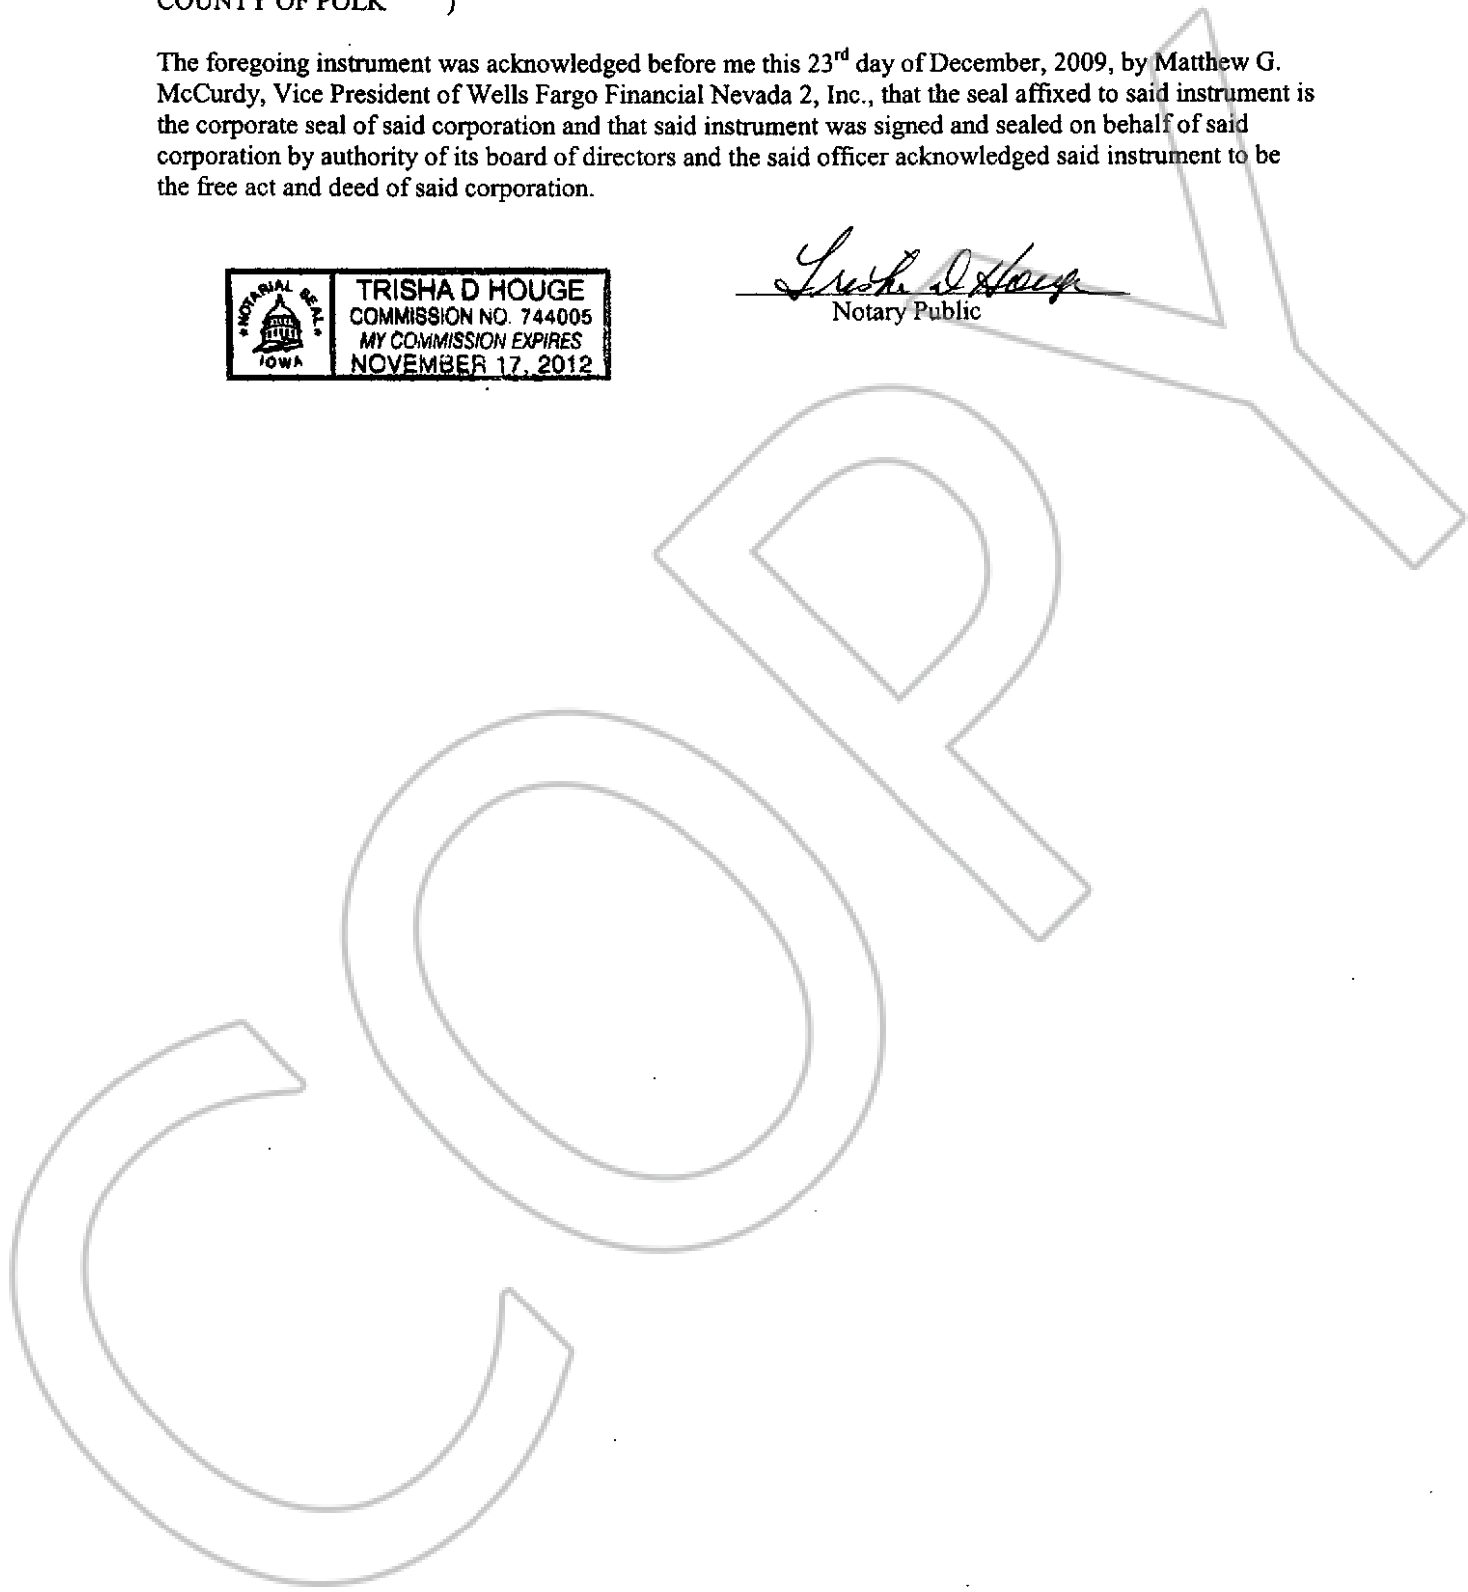 COUNTY OF POLK )
The foregoing instrument was acknowledged before me this 23rd day of December, 2009, by Matthew G.
McCurdy, Vice President of Wells Fargo Financial Nevada 2, Inc., that the seal affixed to said instrument is
the corporate seal of said corporation and that said instrument was signed and sealed on behalf of said
corporation by authority of its board of directors and the said officer acknowledged said instrument to be
the free act and deed of said corporation.
Trisha D Houge
Notary Public
NOTARIAL SEAL
IOWA
TRISHA D HOUGE
COMMISSION NO. 744005
MY COMMISSION EXPIRES
NOVEMBER 17, 2012
COPY